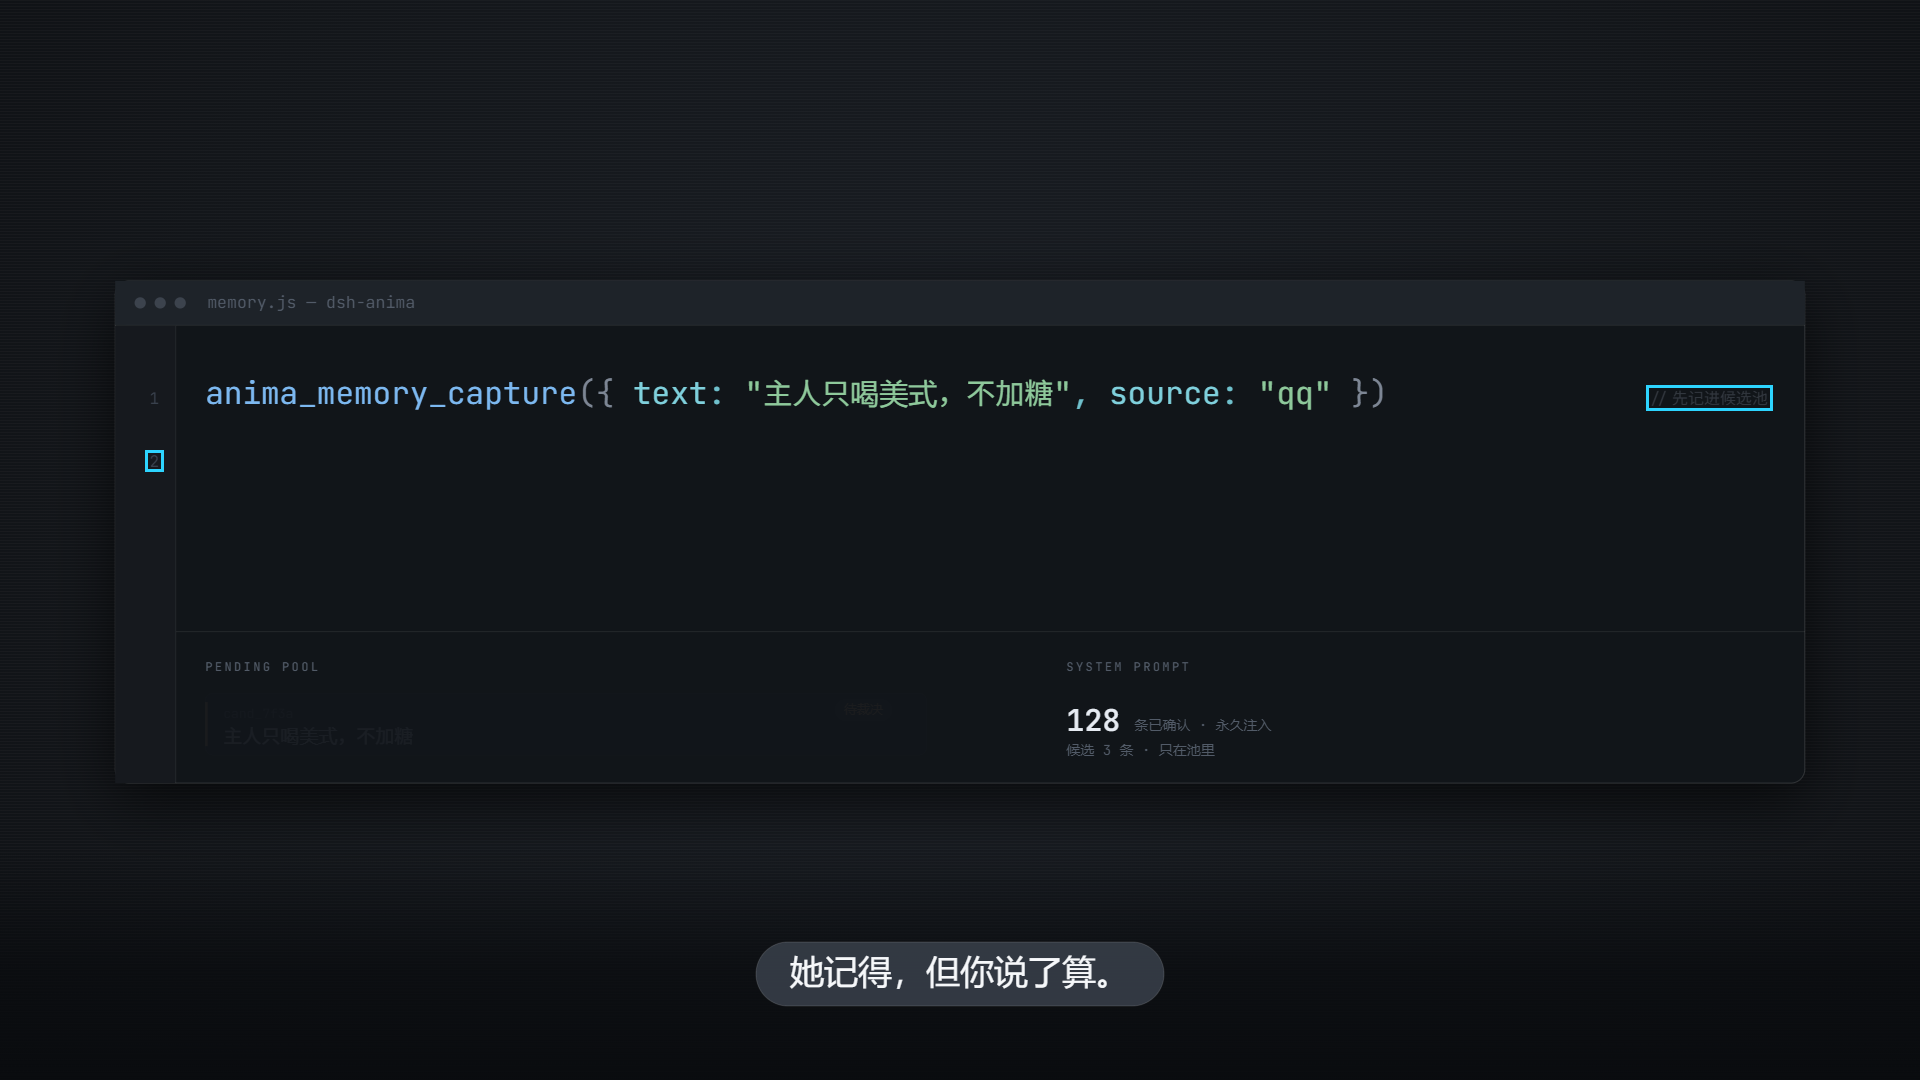 memory.js — dsh-anima
1
anima_memory_capture({ text: "主人只喝美式，不加糖", source: "qq" })
// 先记进候选池
2
PENDING POOL
主人只喝美式，不加糖
SYSTEM PROMPT
128 条已确认 · 永久注入
候选 3 条 · 只在池里
她记得，但你说了算。